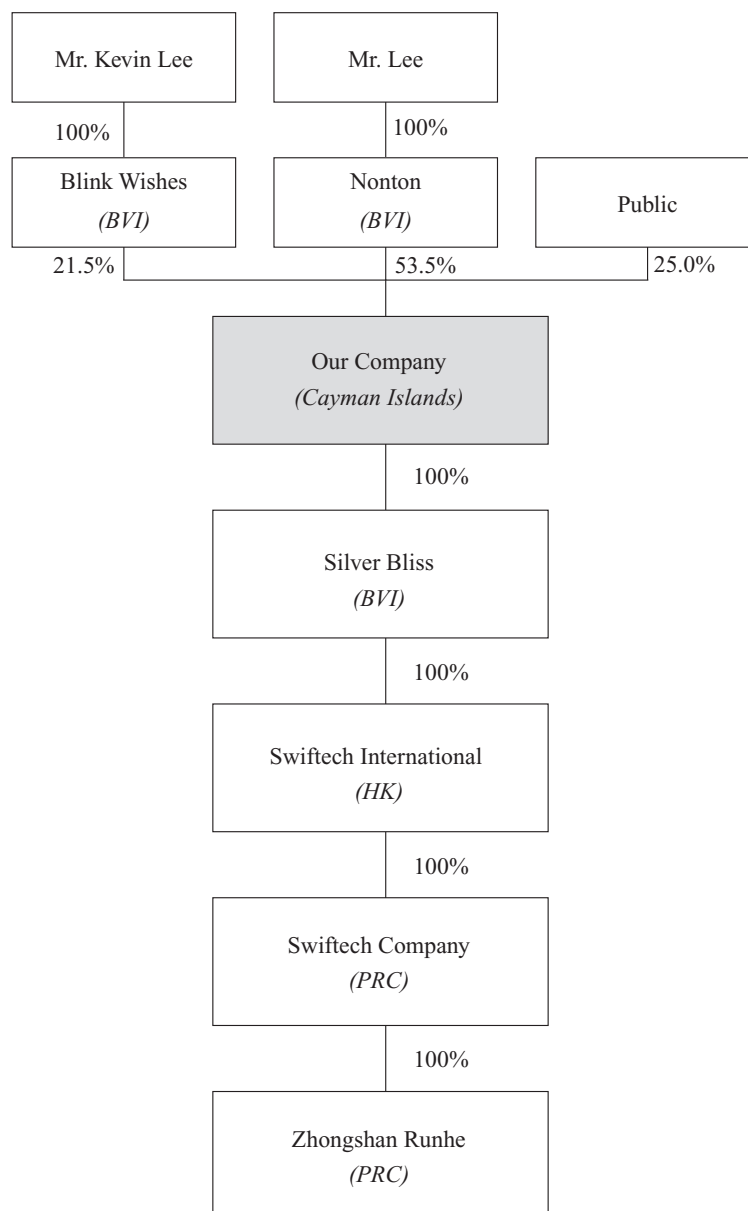 Mr. Kevin Lee
Mr. Lee
100%
100%
Blink Wishes
(BVI)
Nonton
(BVI)
Public
21.5%
53.5%
25.0%
Our Company
(Cayman Islands)
100%
Silver Bliss
(BVI)
100%
Swiftech International
(HK)
100%
Swiftech Company
(PRC)
100%
Zhongshan Runhe
(PRC)